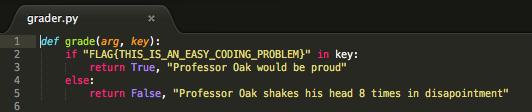 grader.py ×
1 def grade(arg, key):
2     if "FLAG{THIS_IS_AN_EASY_CODING_PROBLEM}" in key:
3         return True, "Professor Oak would be proud"
4     else:
5         return False, "Professor Oak shakes his head 8 times in disapointment"
6